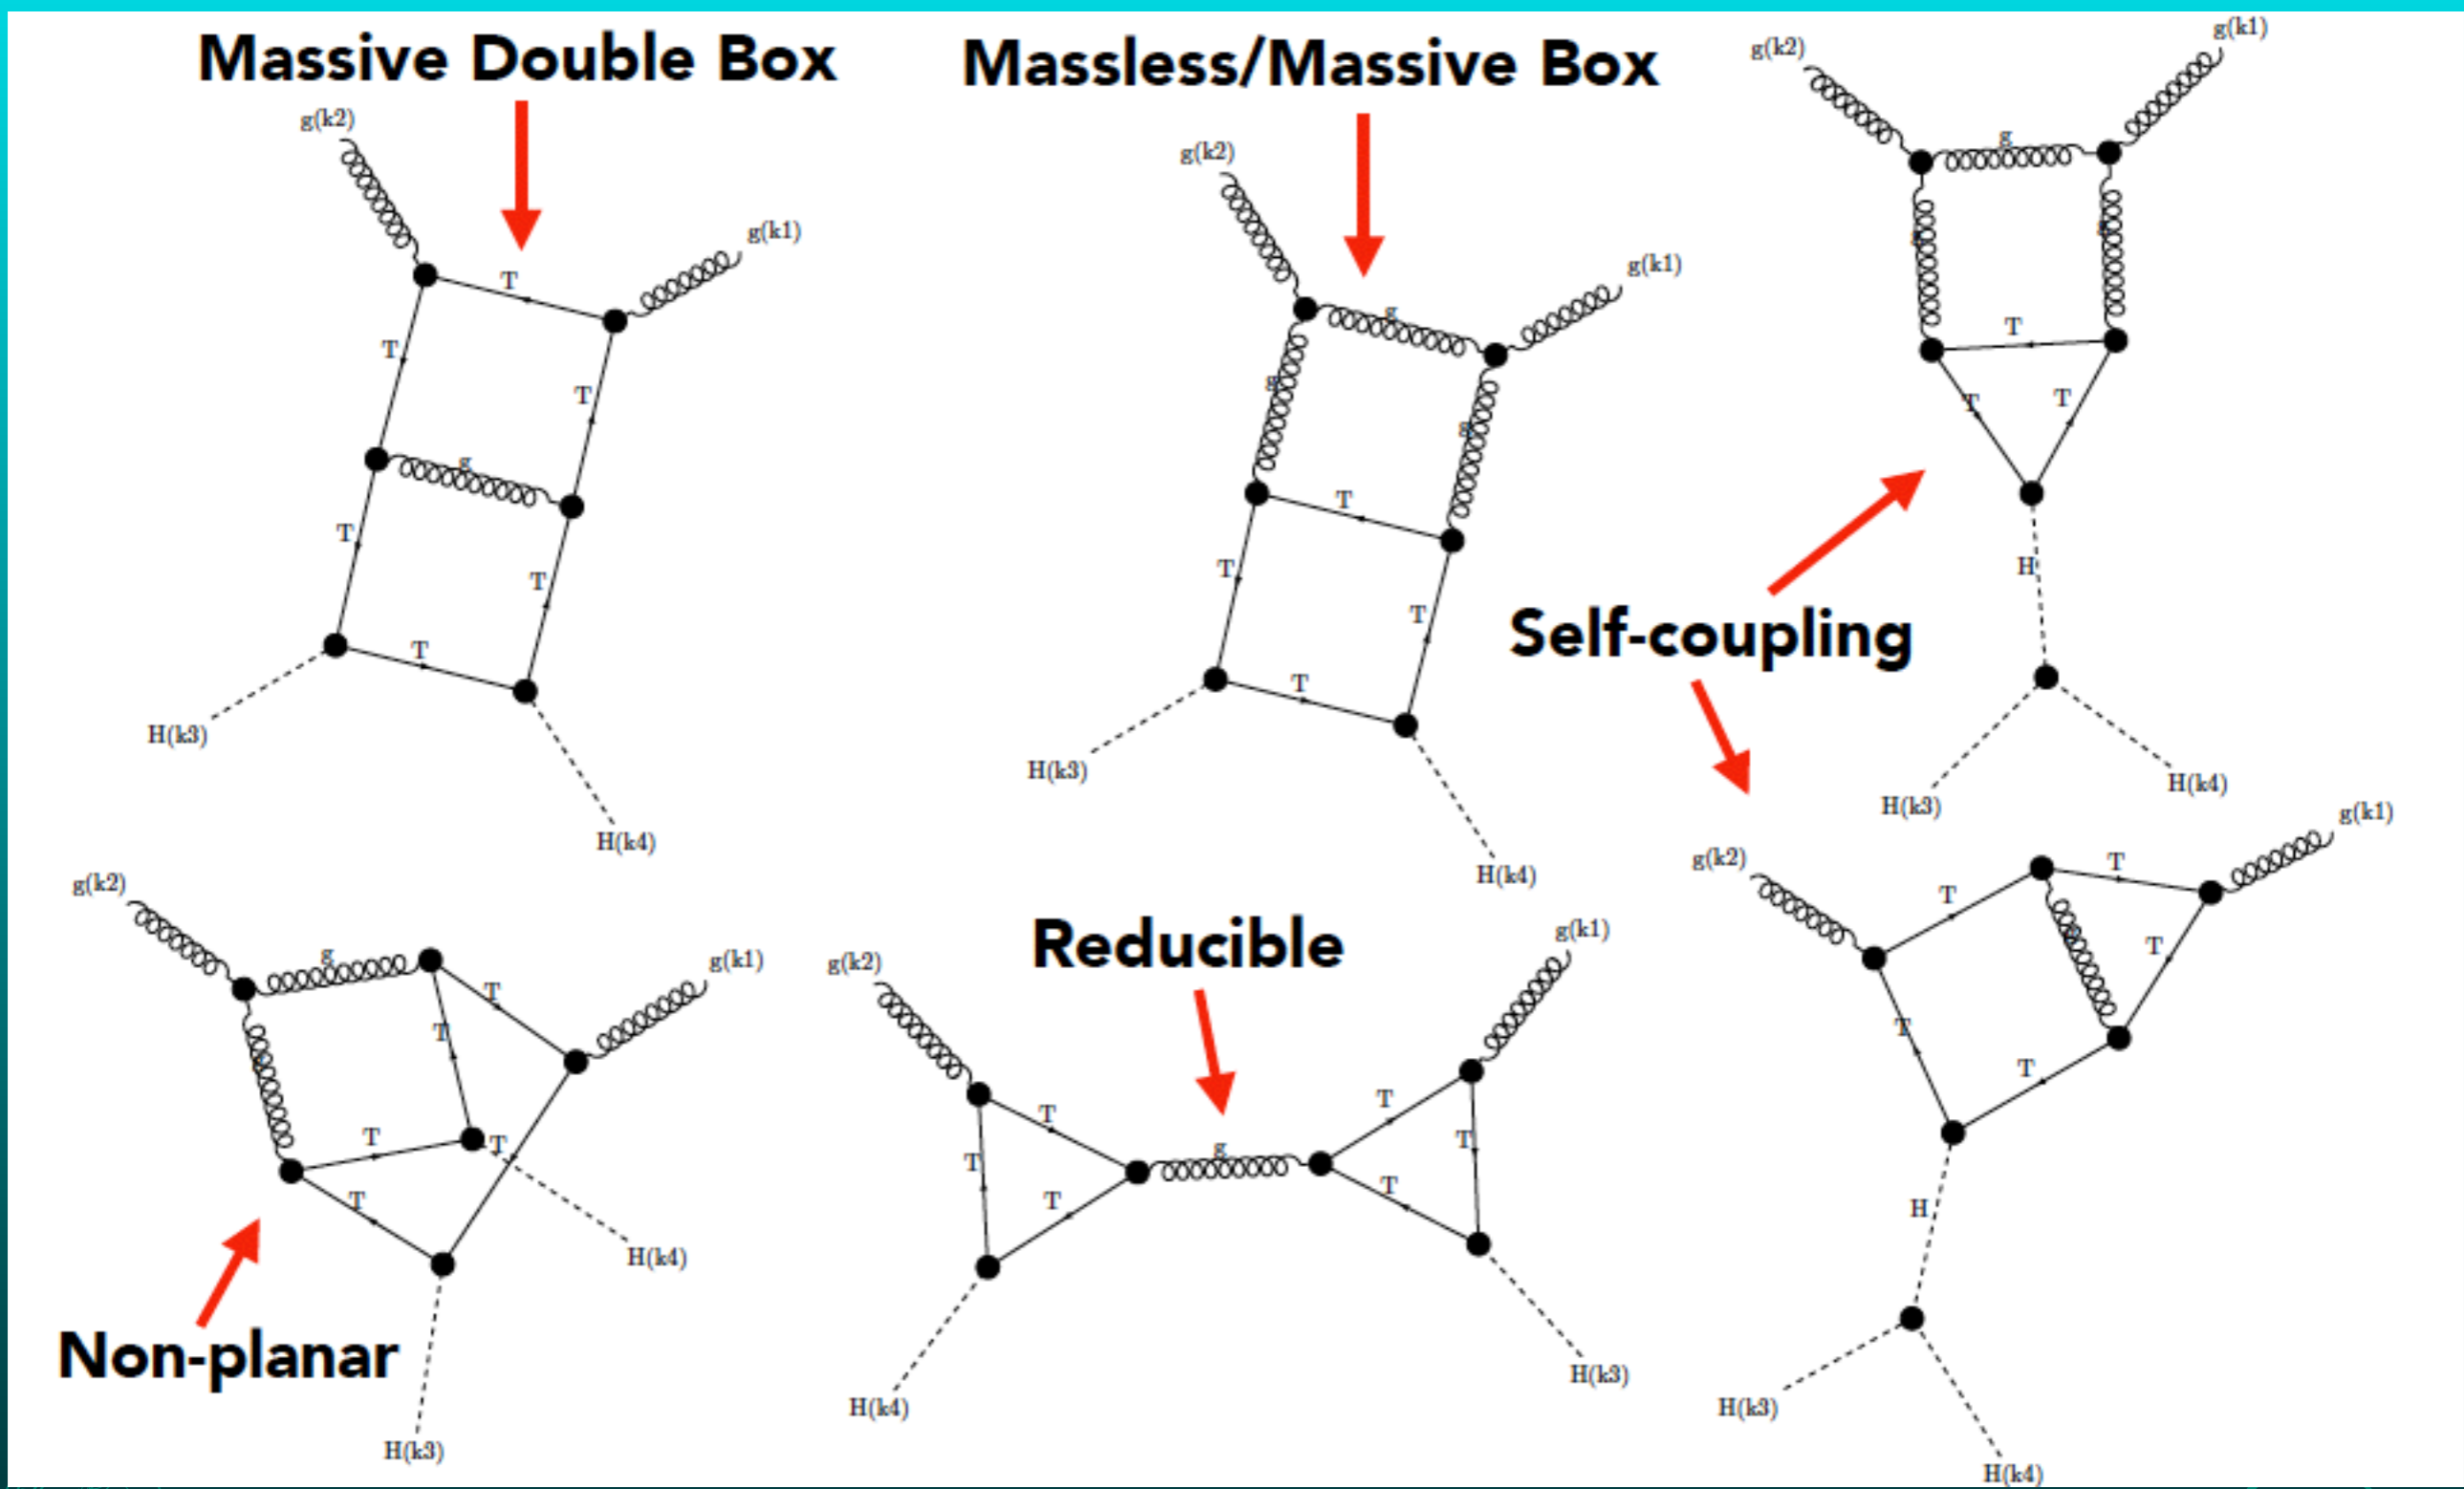 Massive Double Box
g(k2)
g(k1)
T
T
T
g
T
T
T
H(k3)
H(k4)
Massless/Massive Box
g(k2)
g(k1)
g
g
g
T
T
T
T
H(k3)
H(k4)
g(k2)
g(k1)
g
g
g
T
T
T
H
H(k3)
H(k4)
Self-coupling
g(k2)
g(k1)
g
T
T
T
T
T
H(k4)
H(k3)
Non-planar
Reducible
g(k2)
g(k1)
T
T
T
g
T
T
T
H(k4)
H(k3)
g(k2)
g(k1)
T
T
T
T
T
H
H(k3)
H(k4)